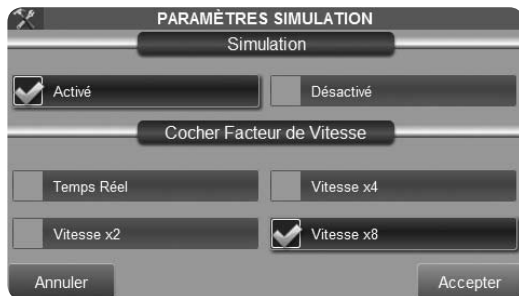 PARAMÈTRES SIMULATION
Simulation
Activé
Désactivé
Cocher Facteur de Vitesse
Temps Réel
Vitesse x4
Vitesse x2
Vitesse x8
Annuler
Accepter